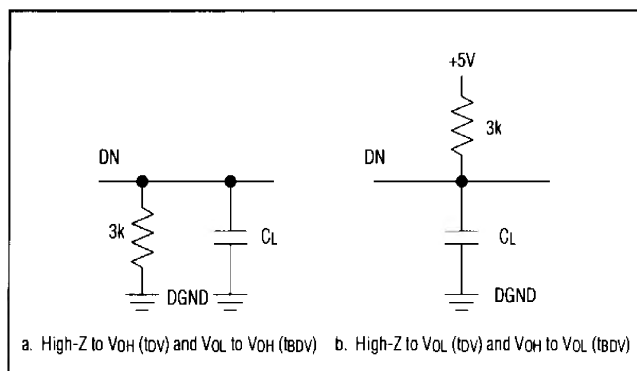 +5V
3k
DN
DN
3k
CL
CL
DGND
DGND
a. High-Z to VOH (tDV) and VOL to VOH (tBDV)
b. High-Z to VOL (tDV) and VOH to VOL (tBDV)